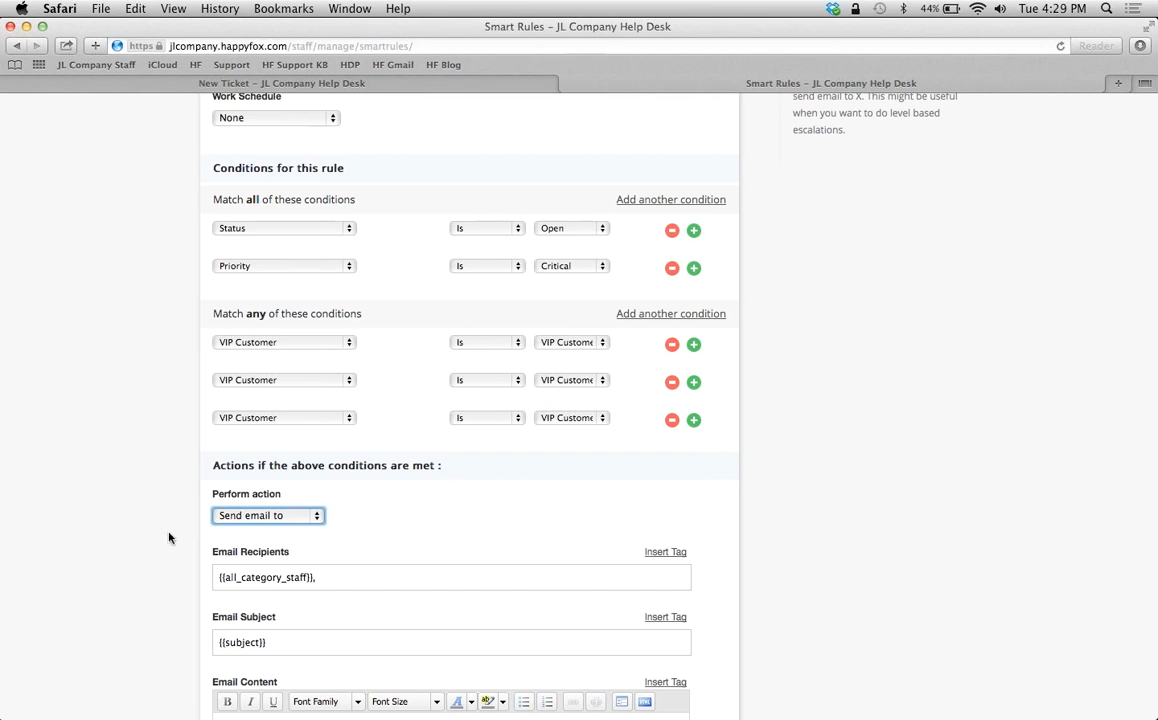 Safari File Edit View History Bookmarks Window Help 44% Tue 4:29 PM
Smart Rules – JL Company Help Desk
https jlcompany.happyfox.com/staff/manage/smartrules/ Reader
JL Company Staff iCloud HF Support HF Support KB HDP HF Gmail HF Blog
New Ticket – JL Company Help Desk Smart Rules – JL Company Help Desk
Work Schedule send email to X. This might be useful
None when you want to do level based
escalations.
Conditions for this rule
Match all of these conditions Add another condition
Status Is Open
Priority Is Critical
Match any of these conditions Add another condition
VIP Customer Is VIP Custome
VIP Customer Is VIP Custome
VIP Customer Is VIP Custome
Actions if the above conditions are met :
Perform action
Send email to
Email Recipients Insert Tag
{{all_category_staff}},
Email Subject Insert Tag
{{subject}}
Email Content Insert Tag
B I U Font Family Font Size A ab